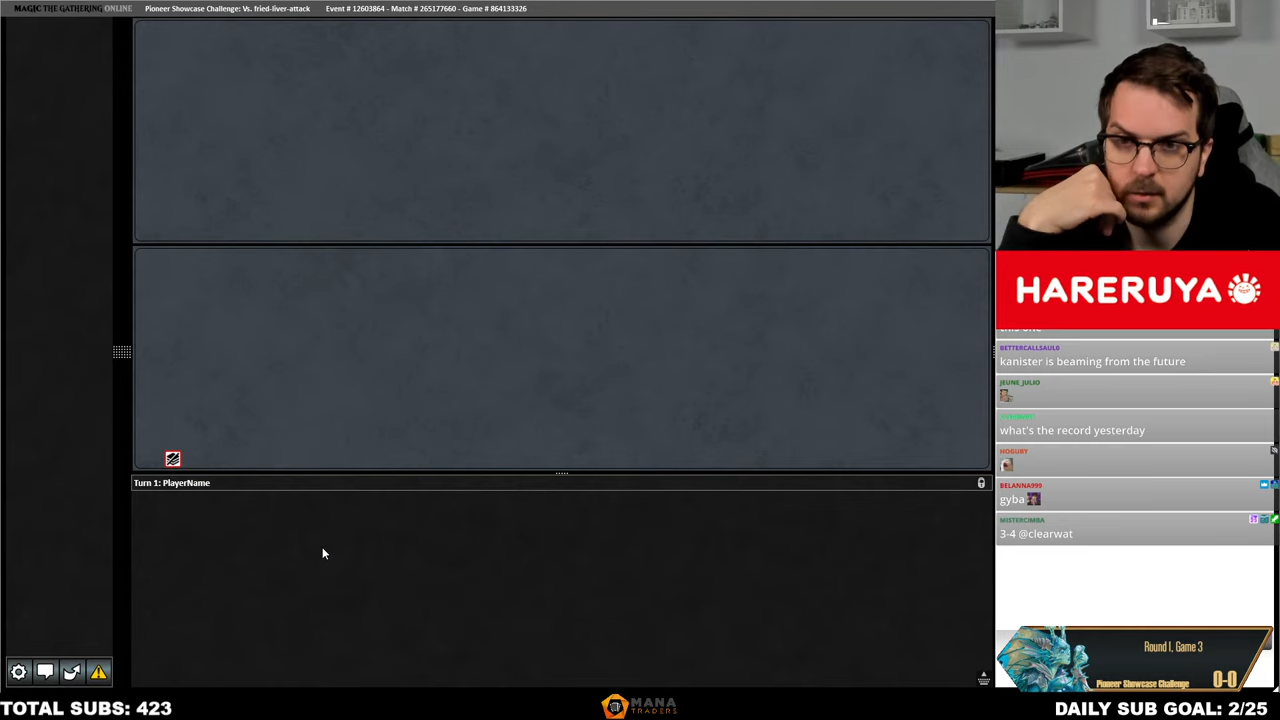 MAGIC THE GATHERING ONLINE
Pioneer Showcase Challenge: Vs. fried-liver-attack
Event # 12603864 - Match # 265177660 - Game # 864133326
HARERUYA
this one
BETTERCALLSAUL0
kanister is beaming from the future
JEUNE_JULIO
what's the record yesterday
HOGUBY
BELANNA999
gyba
MISTERCIMBA
3-4 @clearwat
Turn 1: PlayerName
Round 1, Game 3
Pioneer Showcase Challenge
0-0
TOTAL SUBS: 423
MANA
TRADERS
DAILY SUB GOAL: 2/25